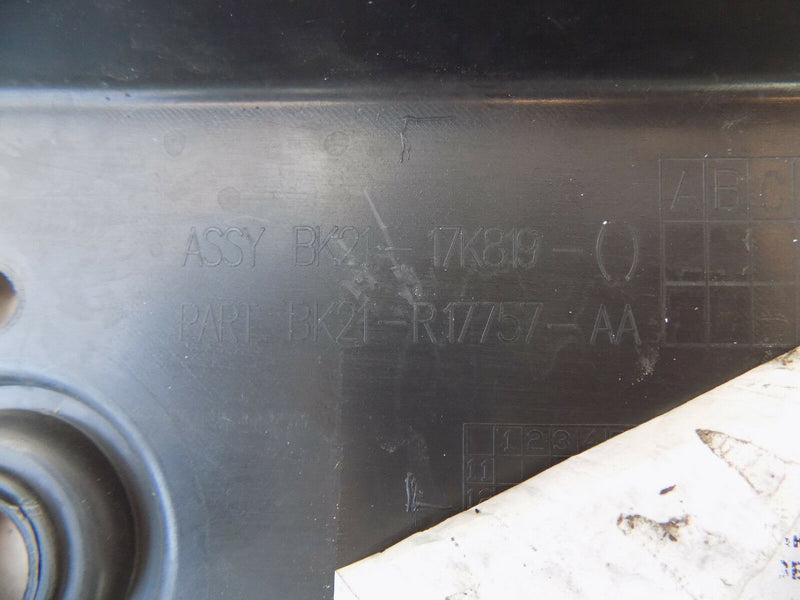 A B C
ASSY BK21-17K819-()
PART BK21-R17757-AA
1 2 3 4
11